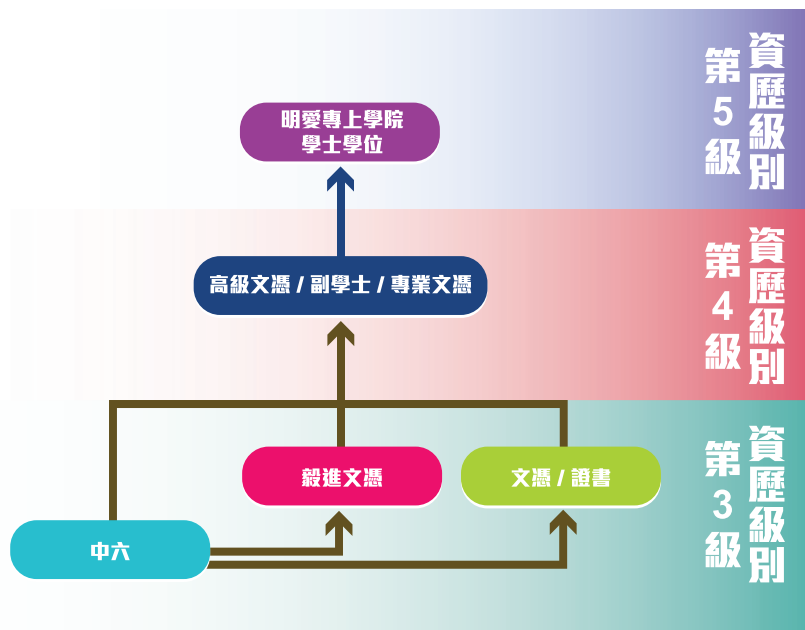 明愛專上學院
學士學位
資歷級別
第5級
高級文憑 / 副學士 / 專業文憑
資歷級別
第4級
毅進文憑
文憑 / 證書
中六
資歷級別
第3級